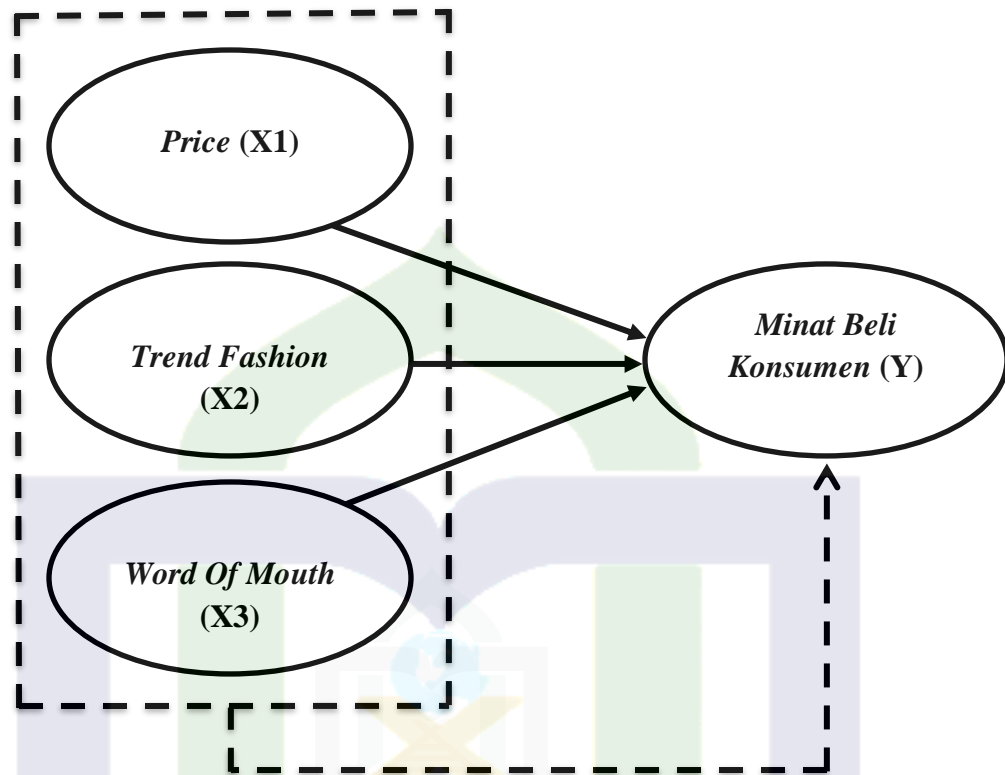 Price (X1)
Trend Fashion
(X2)
Word Of Mouth
(X3)
Minat Beli
Konsumen (Y)